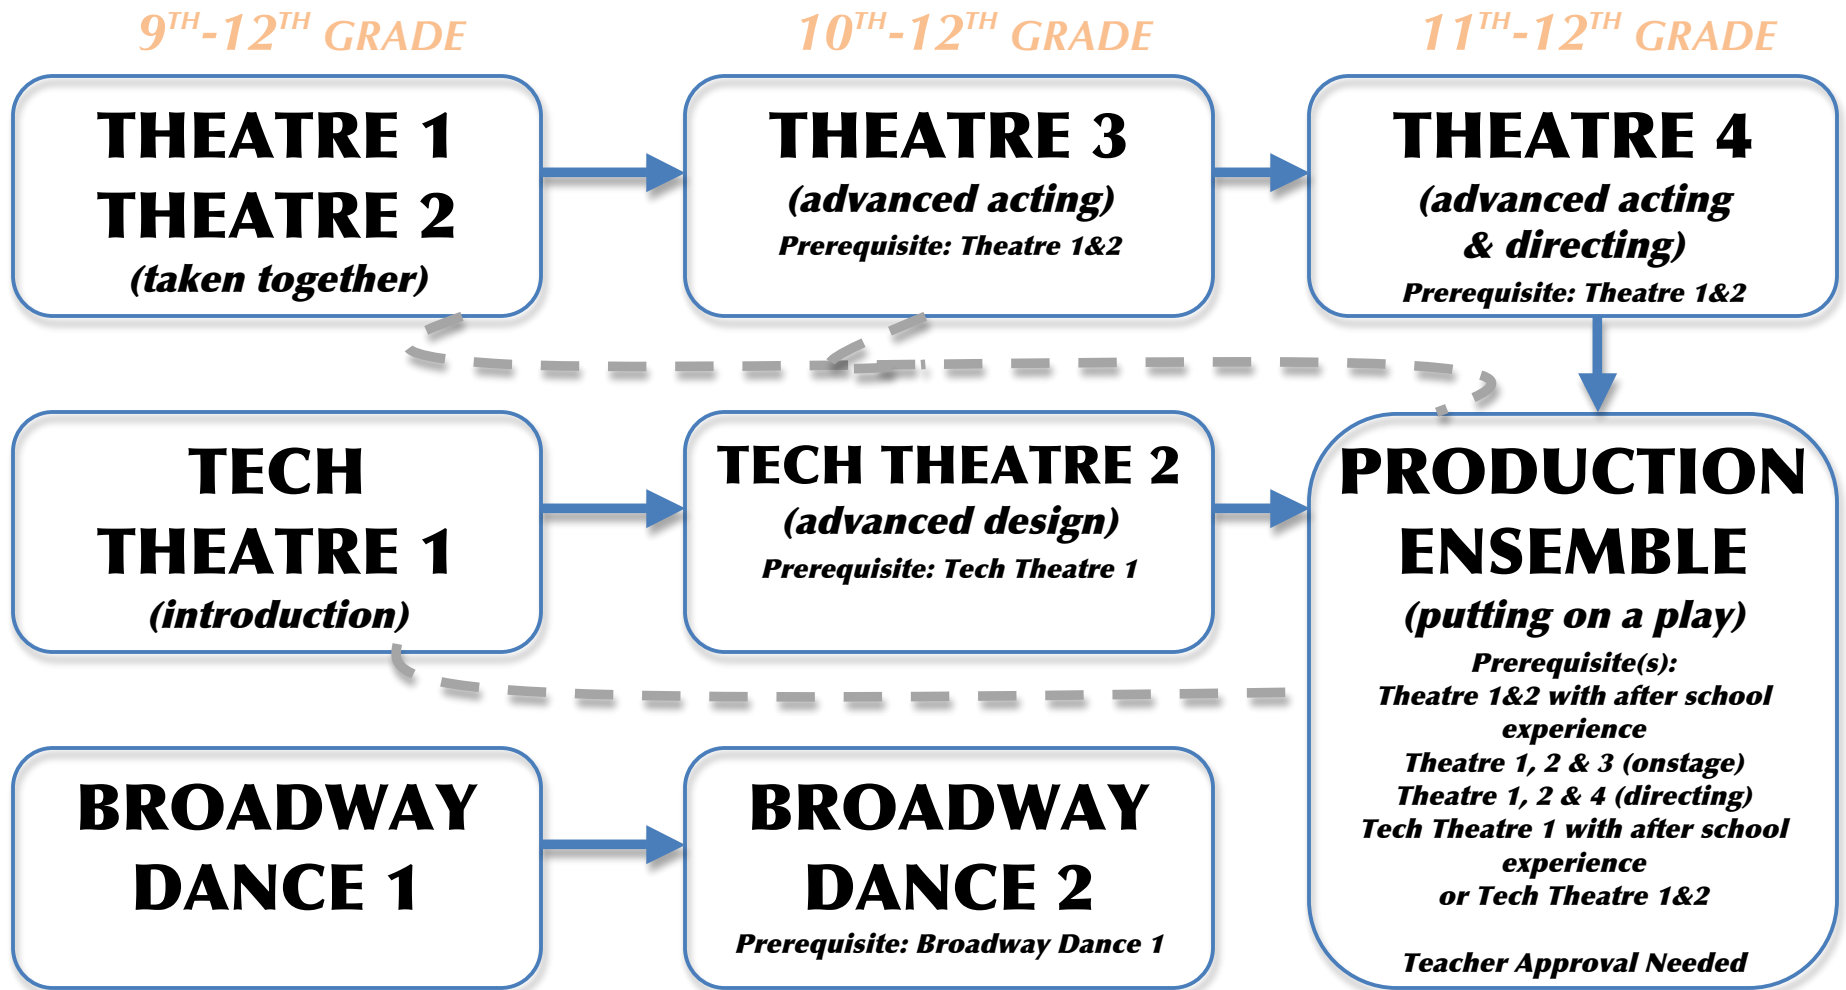 9TH-12TH GRADE
10TH-12TH GRADE
11TH-12TH GRADE
THEATRE 1
THEATRE 2
(taken together)
THEATRE 3
(advanced acting)
Prerequisite: Theatre 1&2
THEATRE 4
(advanced acting
& directing)
Prerequisite: Theatre 1&2
TECH
THEATRE 1
(introduction)
TECH THEATRE 2
(advanced design)
Prerequisite: Tech Theatre 1
PRODUCTION
ENSEMBLE
(putting on a play)
Prerequisite(s):
Theatre 1&2 with after school
experience
Theatre 1, 2 & 3 (onstage)
Theatre 1, 2 & 4 (directing)
Tech Theatre 1 with after school
experience
or Tech Theatre 1&2
Teacher Approval Needed
BROADWAY
DANCE 1
BROADWAY
DANCE 2
Prerequisite: Broadway Dance 1